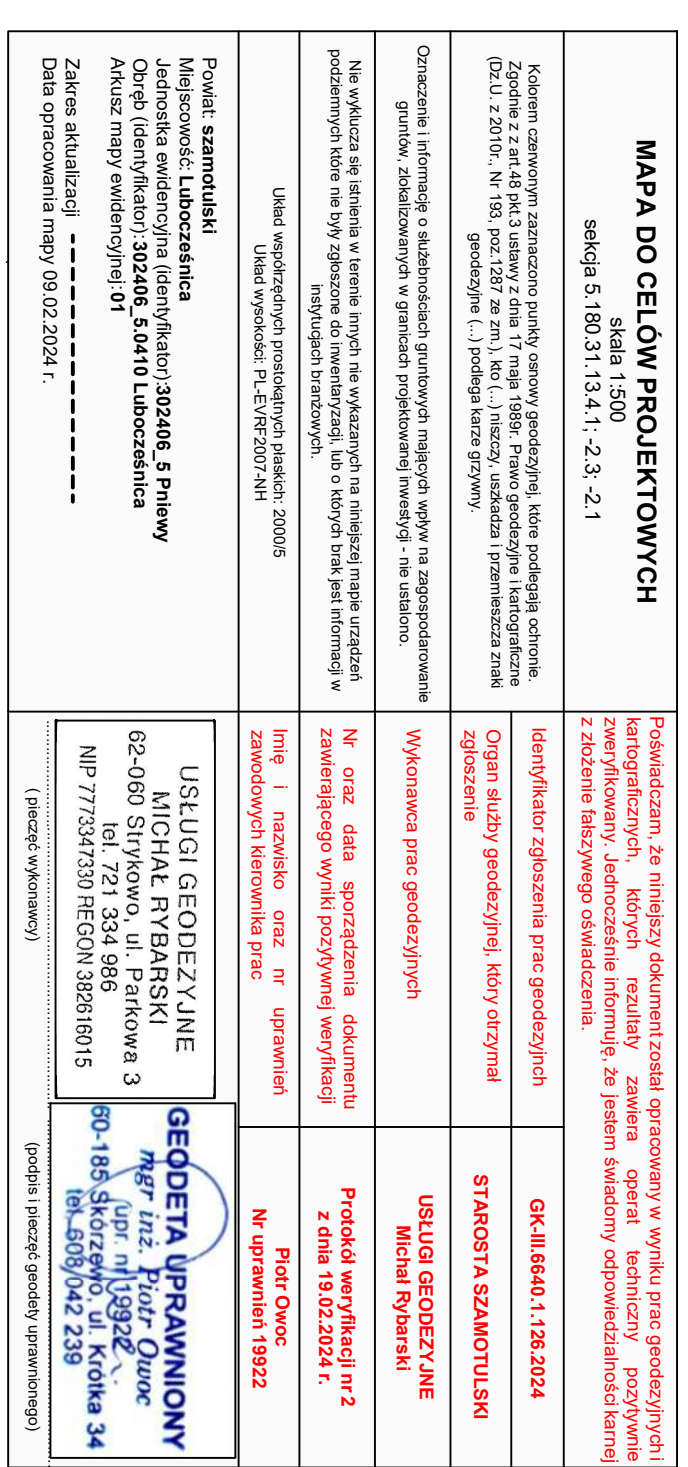 MAPA DO CELÓW PROJEKTOWYCH
skala 1:500
sekcja 5.180.31.13.4.1; -2.3; -2.1
Kolorem czerwonym zaznaczono punkty osnowy geodezyjnej, które podlegają ochronie.
Zgodnie z z art.48 pkt.3 ustawy z dnia 17 maja 1989r. Prawo geodezyjne i kartograficzne
(Dz.U. z 2010r., Nr 193, poz.1287 ze zm.), kto (...) niszczy, uszkadza i przemieszcza znaki
geodezyjne (...) podlega karze grzywny.
Oznaczenie i informację o służebnościach gruntowych mających wpływ na zagospodarowanie
gruntów, zlokalizowanych w granicach projektowanej inwestycji - nie ustalono.
Nie wyklucza się istnienia w terenie innych nie wykazanych na niniejszej mapie urządzeń
podziemnych które nie były zgłoszone do inwentaryzacji, lub o których brak jest informacji w
instytucjach branżowych.
Układ współrzędnych prostokątnych płaskich: 2000/5
Układ wysokości: PL-EVRF2007-NH
Powiat: szamotulski
Miejscowość: Lubocześnica
Jednostka ewidencyjna (identyfikator):302406_5 Pniewy
Obręb (identyfikator):302406_5.0410 Lubocześnica
Arkusz mapy ewidencyjnej:01
Zakres aktualizacji
Data opracowania mapy 09.02.2024 r.
Poświadczam, że niniejszy dokument został opracowany w wyniku prac geodezyjnych i
kartograficznych, których rezultaty zawiera operat techniczny pozytywnie
zweryfikowany. Jednocześnie informuję, że jestem świadomy odpowiedzialności karnej
z złożenie fałszywego oświadczenia.
Identyfikator zgłoszenia prac geodezyjnch
GK-III.6640.1.126.2024
Organ służby geodezyjnej, który otrzymał
zgłoszenie
STAROSTA SZAMOTULSKI
Wykonawca prac geodezyjnych
USŁUGI GEODEZYJNE
Michał Rybarski
Nr oraz data sporządzenia dokumentu
zawierającego wyniki pozytywnej weryfikacji
Protokół weryfikacji nr 2
z dnia 19.02.2024 r.
Imię i nazwisko oraz nr uprawnień
zawodowych kierownika prac
Piotr Owoc
Nr uprawnień 19922
USŁUGI GEODEZYJNE
MICHAŁ RYBARSKI
62-060 Strykowo, ul. Parkowa 3
tel. 721 334 986
NIP 7773347330 REGON 382616015
( pieczęć wykonawcy)
GEODETA UPRAWNIONY
mgr inż. Piotr Owoc
upr. nr 19922
60-185 Skórzewo, ul. Krótka 34
tel. 608 042 239
(podpis i pieczęć geodety uprawnionego)